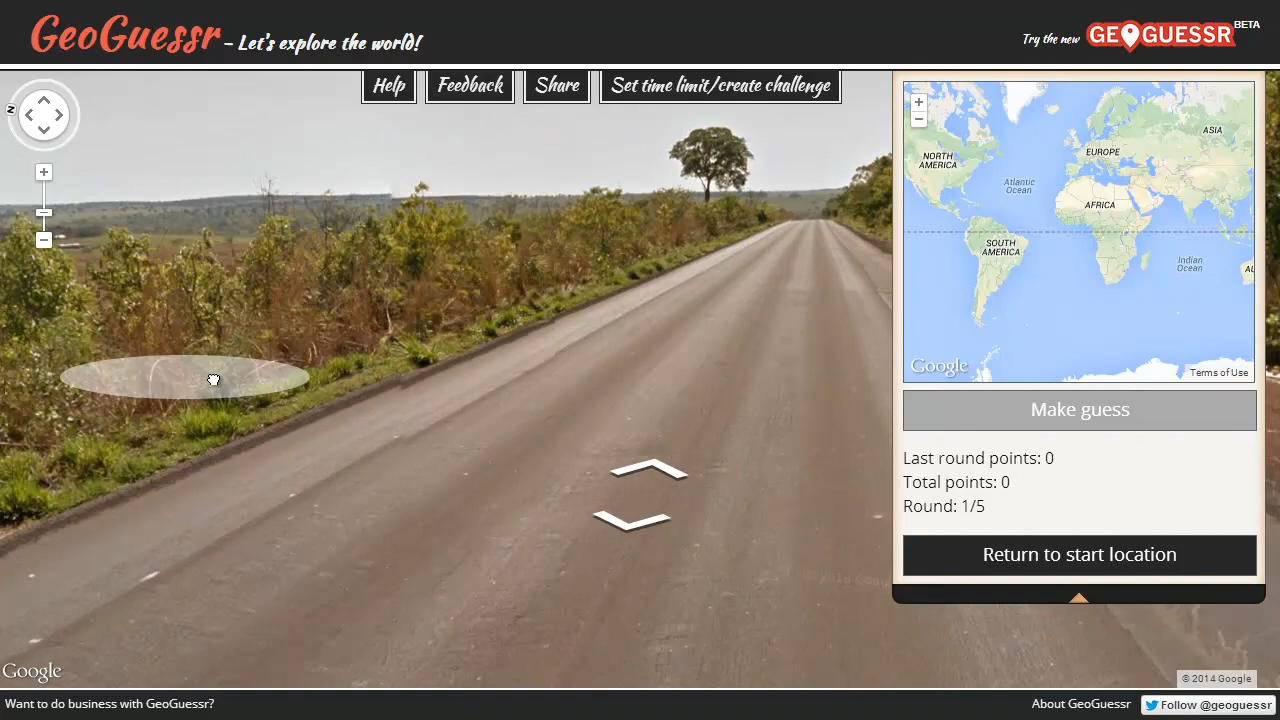 GeoGuessr – Let's explore the world!
Try the new GEOGUESSR BETA
Help
Feedback
Share
Set time limit/create challenge
N
+
−
+
−
NORTH AMERICA
Atlantic Ocean
EUROPE
ASIA
AFRICA
SOUTH AMERICA
Indian Ocean
AU
Google
Terms of Use
Make guess
Last round points: 0
Total points: 0
Round: 1/5
Return to start location
Google
© 2014 Google
Want to do business with GeoGuessr?
About GeoGuessr
Follow @geoguessr